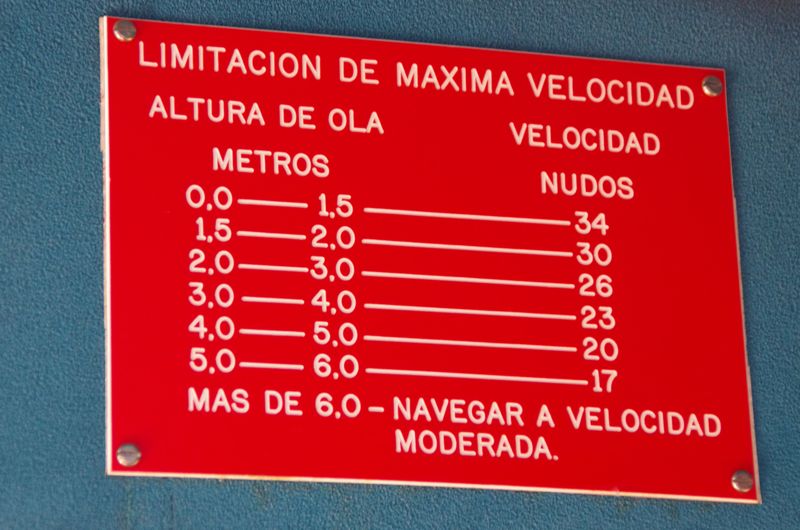 LIMITACION DE MAXIMA VELOCIDAD
ALTURA DE OLA VELOCIDAD
METROS NUDOS
0,0 — 1,5 — 34
1,5 — 2,0 — 30
2,0 — 3,0 — 26
3,0 — 4,0 — 23
4,0 — 5,0 — 20
5,0 — 6,0 — 17
MAS DE 6,0 – NAVEGAR A VELOCIDAD
MODERADA.